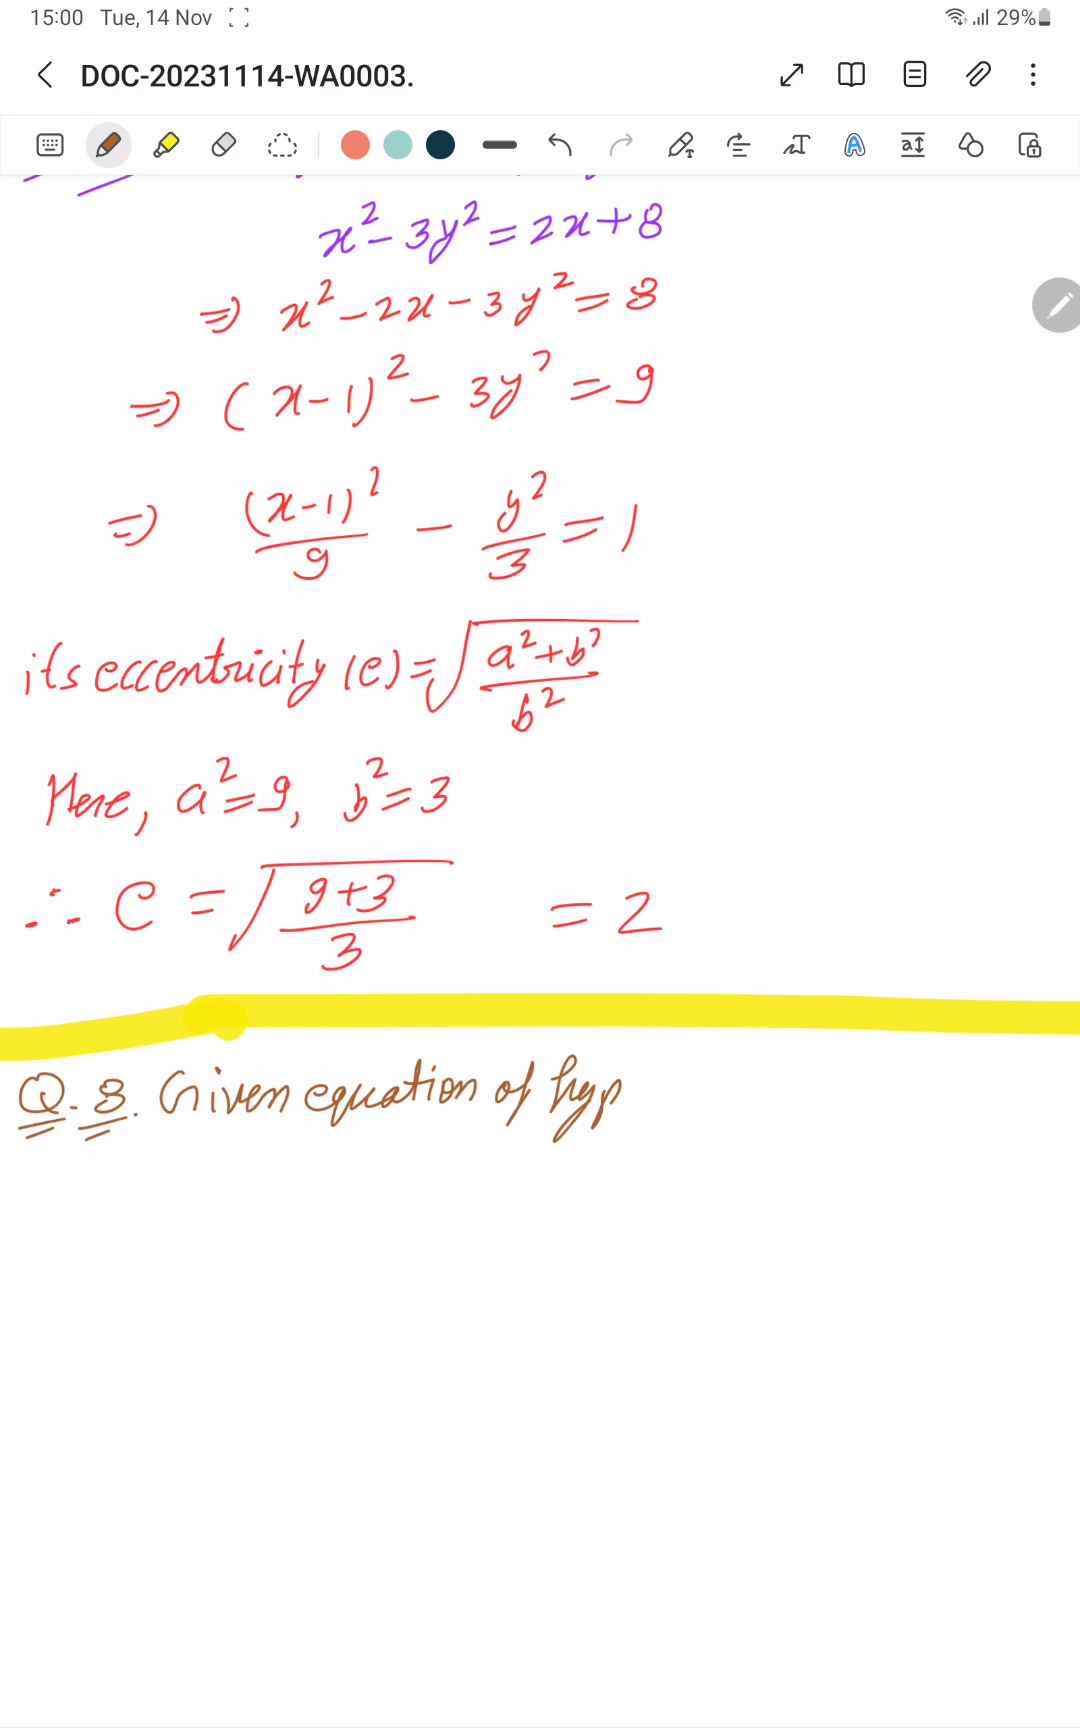 15:00 Tue, 14 Nov 29%
DOC-20231114-WA0003.
x² - 3y² = 2x + 8
⇒ x² - 2x - 3y² = 8
⇒ (x-1)² - 3y² = 9
⇒ (x-1)²/9 - y²/3 = 1
its eccentricity (e) = √((a²+b²)/b²)
Here, a² = 9, b² = 3
∴ e = √((9+3)/3) = 2
Q. 8. Given equation of hyp